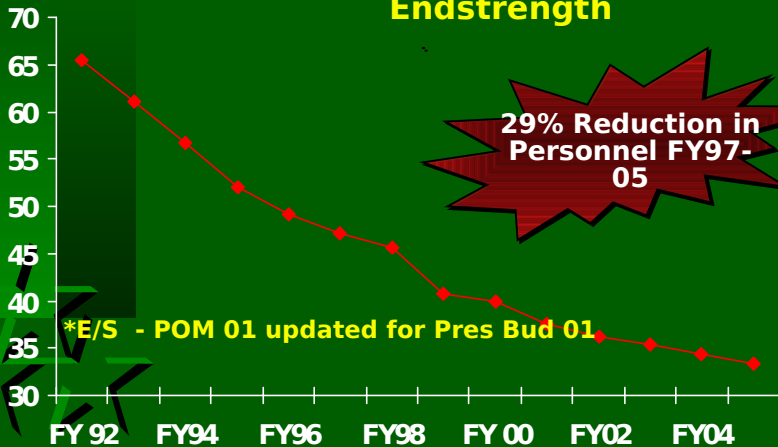 Endstrength
70
65
60
55
50
45
40
35
30
29% Reduction in
Personnel FY97-
05
*E/S - POM 01 updated for Pres Bud 01
FY 92 FY94 FY96 FY98 FY 00 FY02 FY04